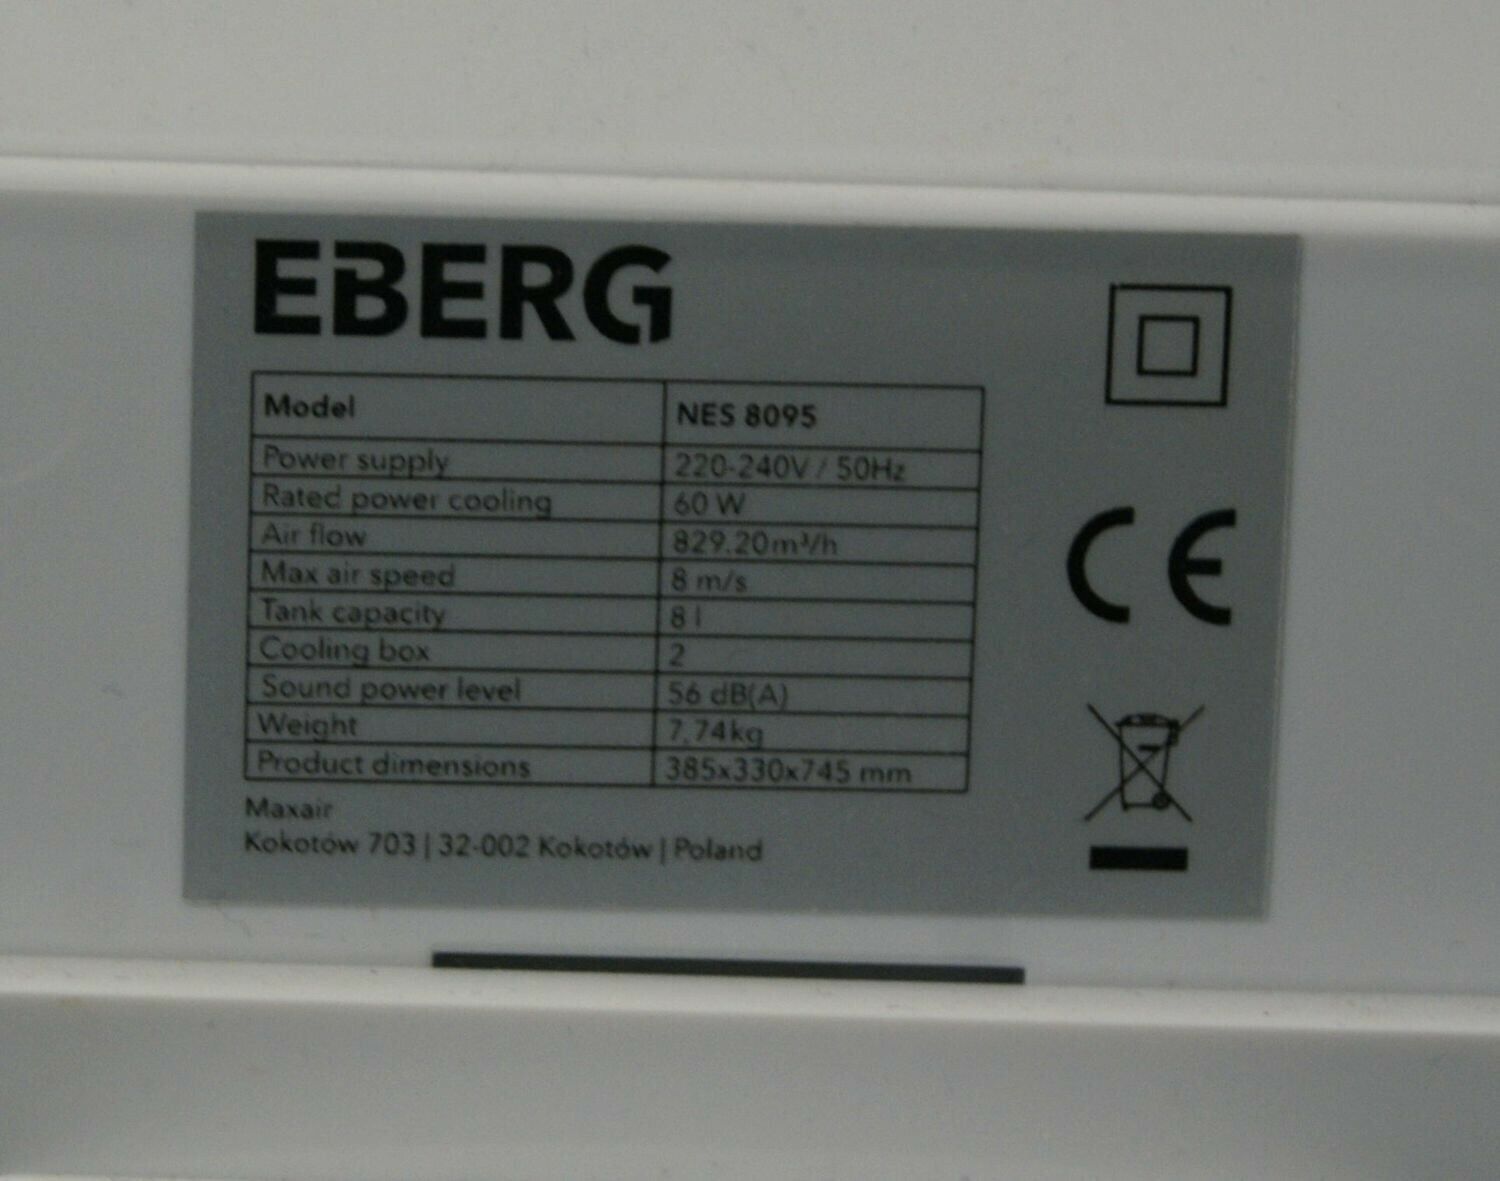 EBERG
Model NES 8095
Power supply 220-240V / 50Hz
Rated power cooling 60 W
Air flow 829.20m³/h
Max air speed 8 m/s
Tank capacity 8 l
Cooling box 2
Sound power level 56 dB(A)
Weight 7,74kg
Product dimensions 385x330x745 mm
Maxair
Kokotów 703 | 32-002 Kokotów | Poland
CE